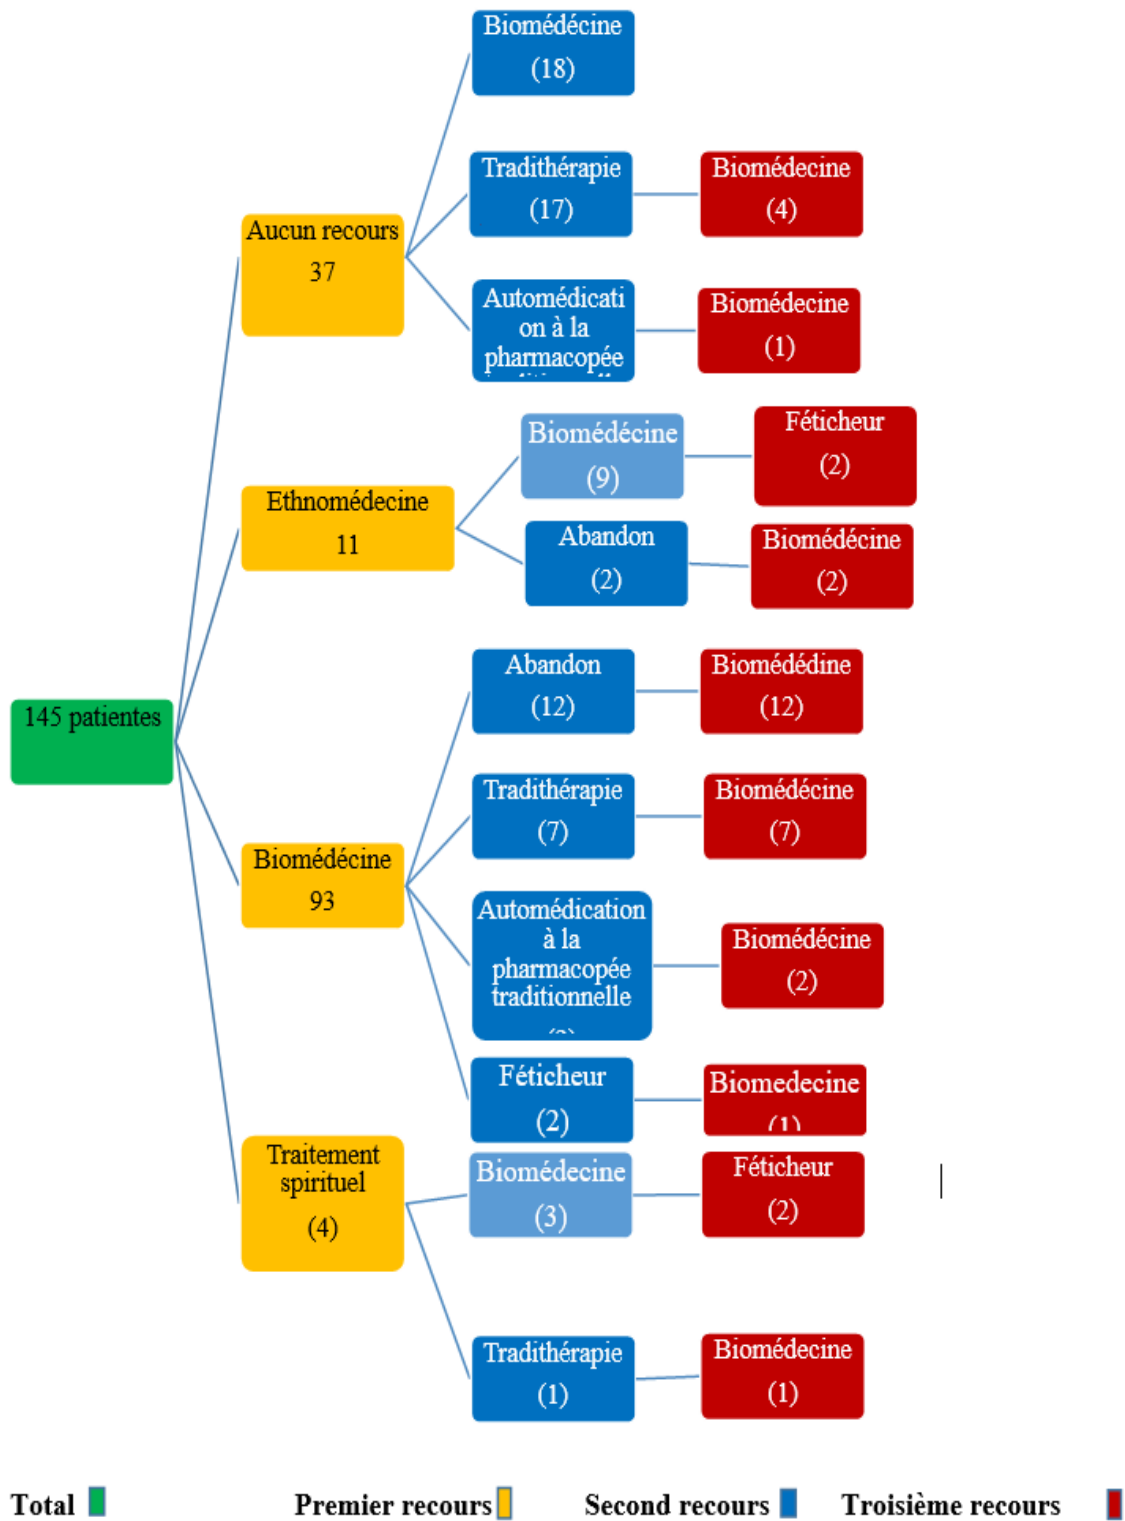 Biomédécine
(18)
Tradithérapie
(17)
Biomédecine
(4)
Aucun recours
37
Automédicati
on à la
pharmacopée
Biomédecine
(1)
Ethnomédecine
11
Biomédécine
(9)
Féticheur
(2)
Abandon
(2)
Biomédécine
(2)
145 patientes
Abandon
(12)
Biomédédine
(12)
Biomédécine
93
Tradithérapie
(7)
Biomédécine
(7)
Automédication
à la
pharmacopée
traditionnelle
Biomédécine
(2)
Féticheur
(2)
Biomedecine
(1)
Traitement
spirituel
(4)
Biomédecine
(3)
Féticheur
(2)
Tradithérapie
(1)
Biomédecine
(1)
Total
Premier recours
Second recours
Troisième recours